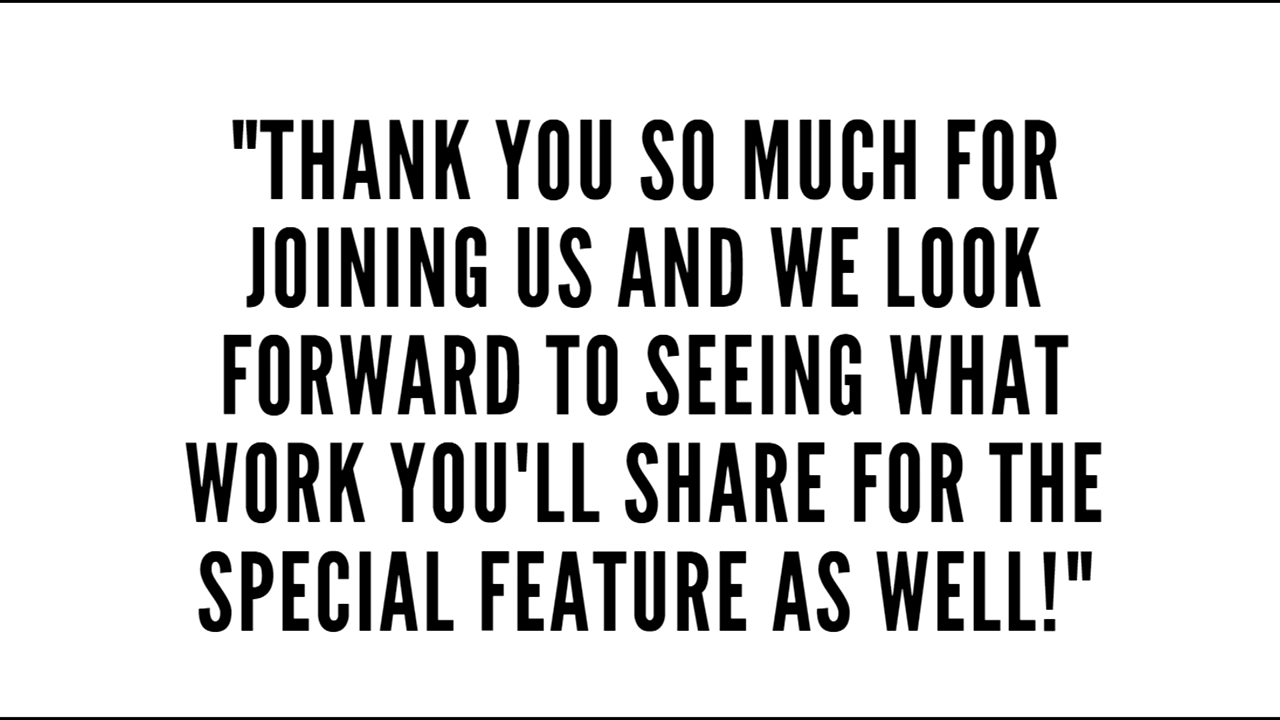 "THANK YOU SO MUCH FOR
JOINING US AND WE LOOK
FORWARD TO SEEING WHAT
WORK YOU'LL SHARE FOR THE
SPECIAL FEATURE AS WELL!"